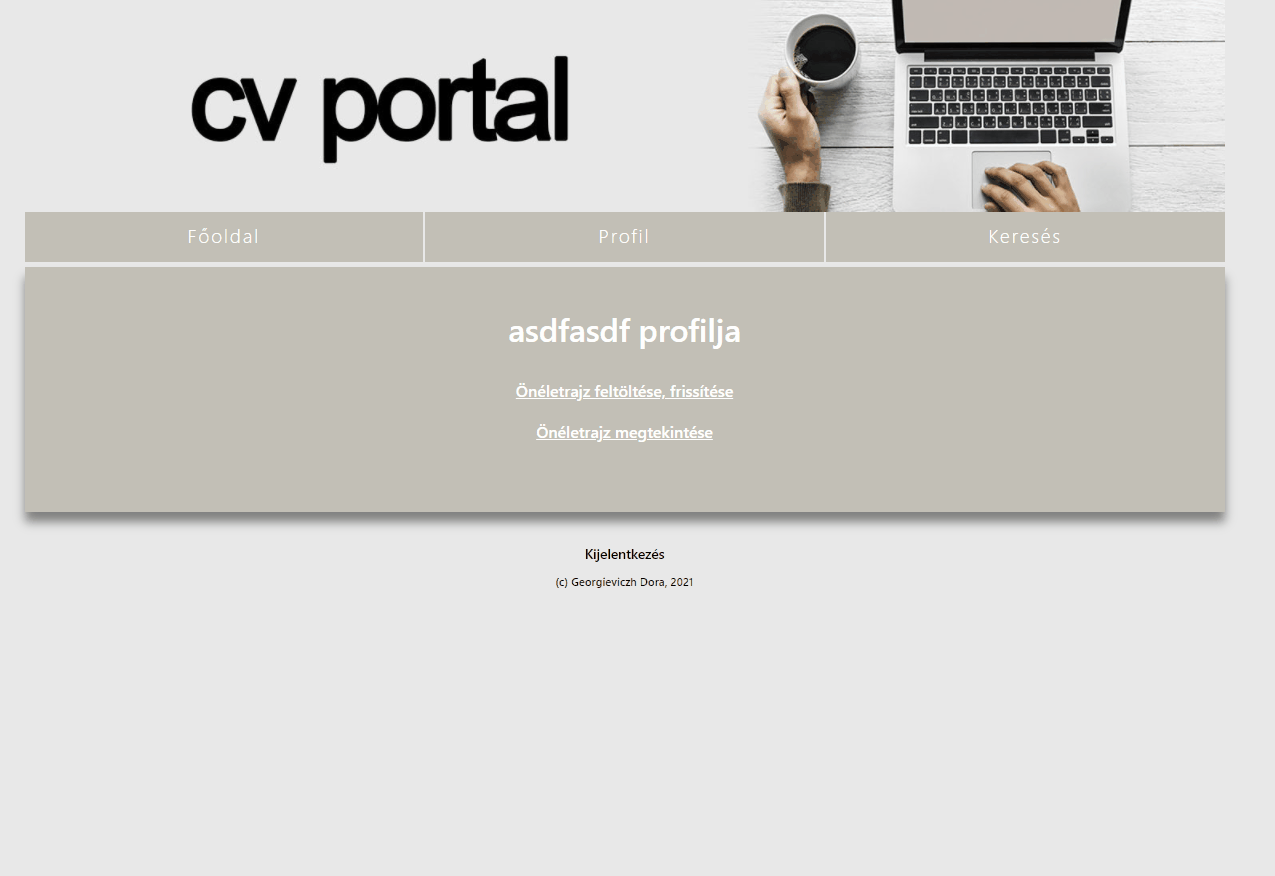 cv portal
Főoldal
Profil
Keresés
asdfasdf profilja
Önéletrajz feltöltése, frissítése
Önéletrajz megtekintése
Kijelentkezés
(c) Georgieviczh Dora, 2021